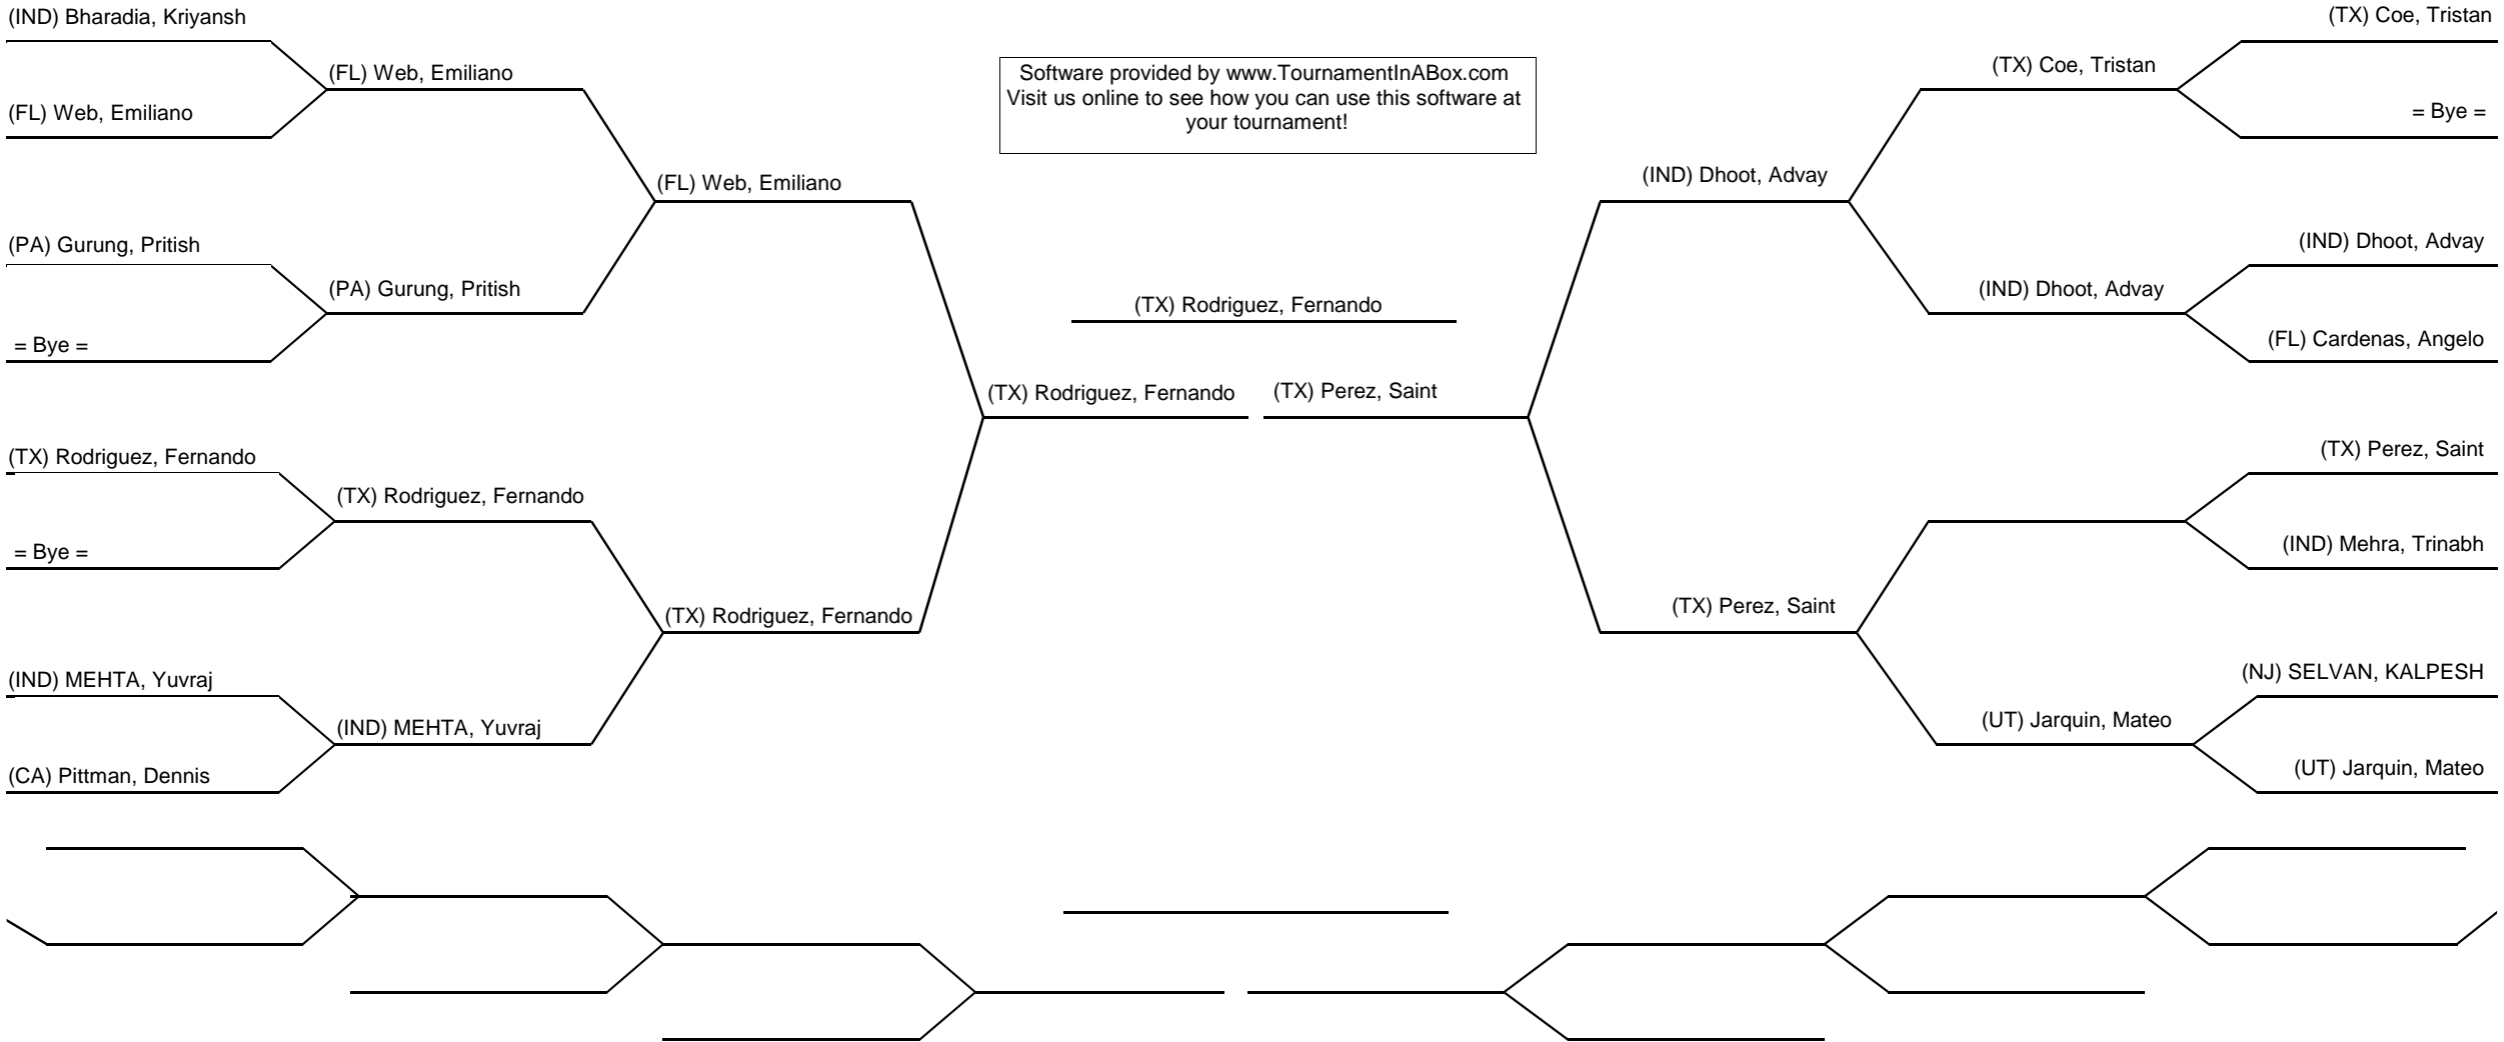 (IND) Bharadia, Kriyansh
(FL) Web, Emiliano
(PA) Gurung, Pritish
= Bye =
(TX) Rodriguez, Fernando
= Bye =
(IND) MEHTA, Yuvraj
(CA) Pittman, Dennis
(FL) Web, Emiliano
(PA) Gurung, Pritish
(TX) Rodriguez, Fernando
(IND) MEHTA, Yuvraj
(FL) Web, Emiliano
(TX) Rodriguez, Fernando
Software provided by www.TournamentInABox.com
Visit us online to see how you can use this software at
your tournament!
(TX) Rodriguez, Fernando
(TX) Rodriguez, Fernando
(TX) Perez, Saint
(IND) Dhoot, Advay
(TX) Perez, Saint
(TX) Coe, Tristan
(IND) Dhoot, Advay
(UT) Jarquin, Mateo
(TX) Coe, Tristan
= Bye =
(IND) Dhoot, Advay
(FL) Cardenas, Angelo
(TX) Perez, Saint
(IND) Mehra, Trinabh
(NJ) SELVAN, KALPESH
(UT) Jarquin, Mateo